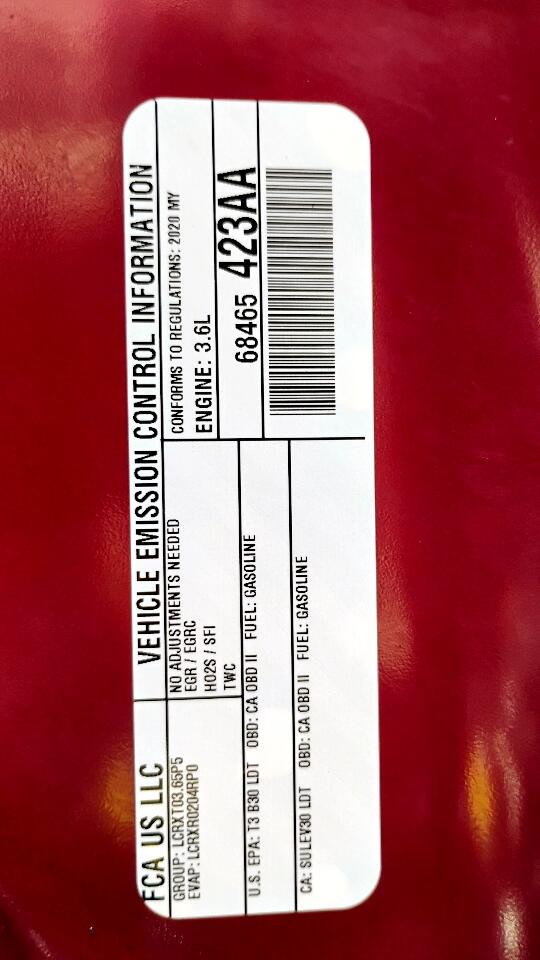 FCA US LLC
VEHICLE EMISSION CONTROL INFORMATION
GROUP: LCRXT03.65P5
EVAP: LCRXR0204RP0
NO ADJUSTMENTS NEEDED
EGR / EGRC
HO2S / SFI
TWC
CONFORMS TO REGULATIONS: 2020 MY
ENGINE: 3.6L
68465 423AA
U.S. EPA: T3 B30 LDT OBD: CA OBD II FUEL: GASOLINE
CA: SULEV30 LDT OBD: CA OBD II FUEL: GASOLINE